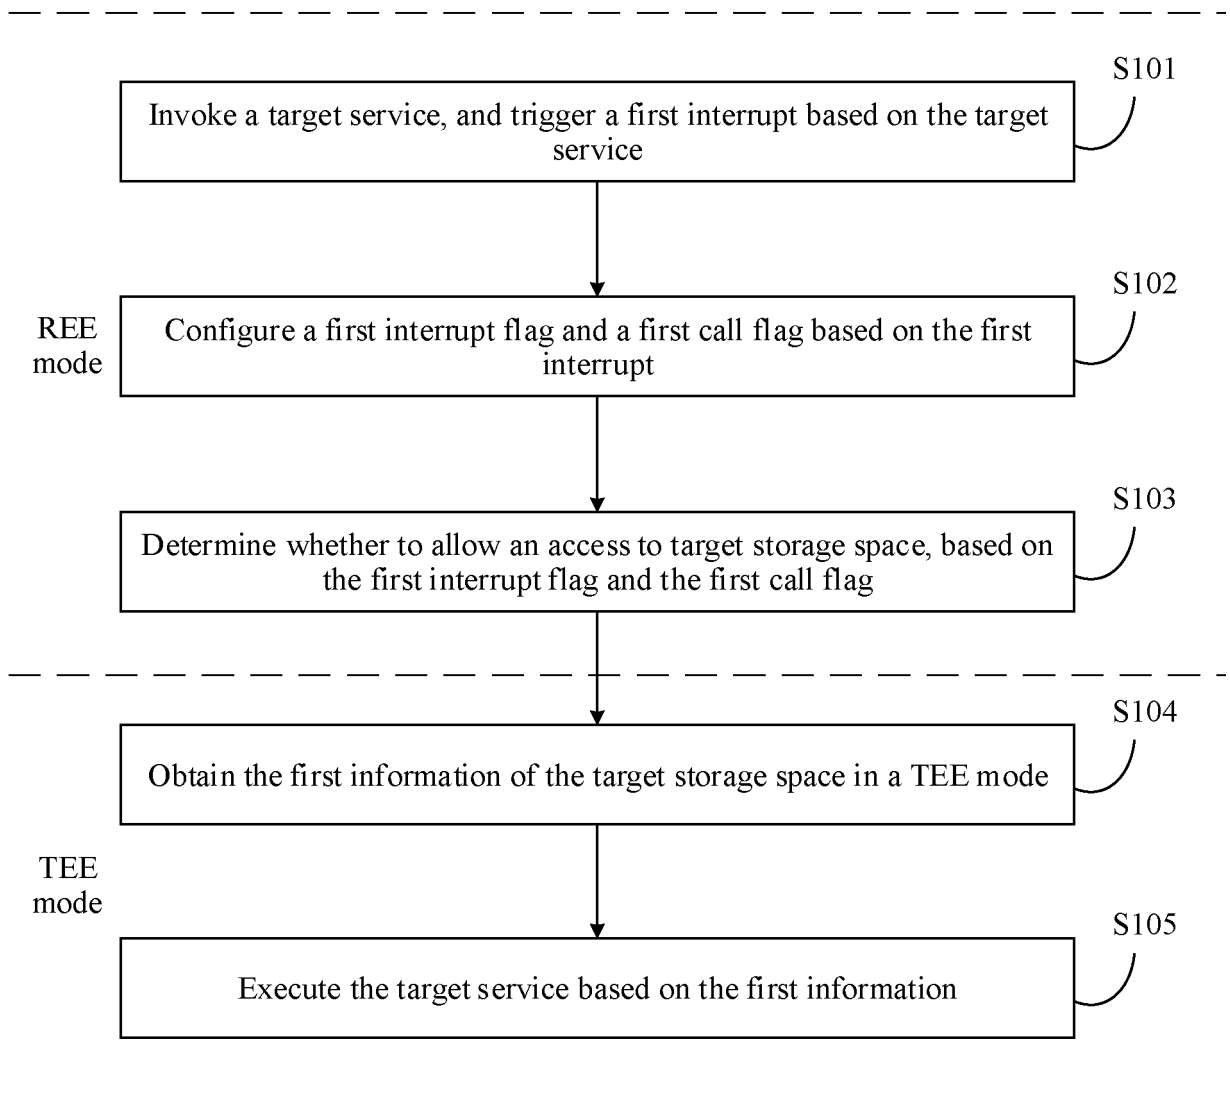 S101
Invoke a target service, and trigger a first interrupt based on the target
service
S102
REE
mode
Configure a first interrupt flag and a first call flag based on the first
interrupt
S103
Determine whether to allow an access to target storage space, based on
the first interrupt flag and the first call flag
S104
Obtain the first information of the target storage space in a TEE mode
TEE
mode
S105
Execute the target service based on the first information